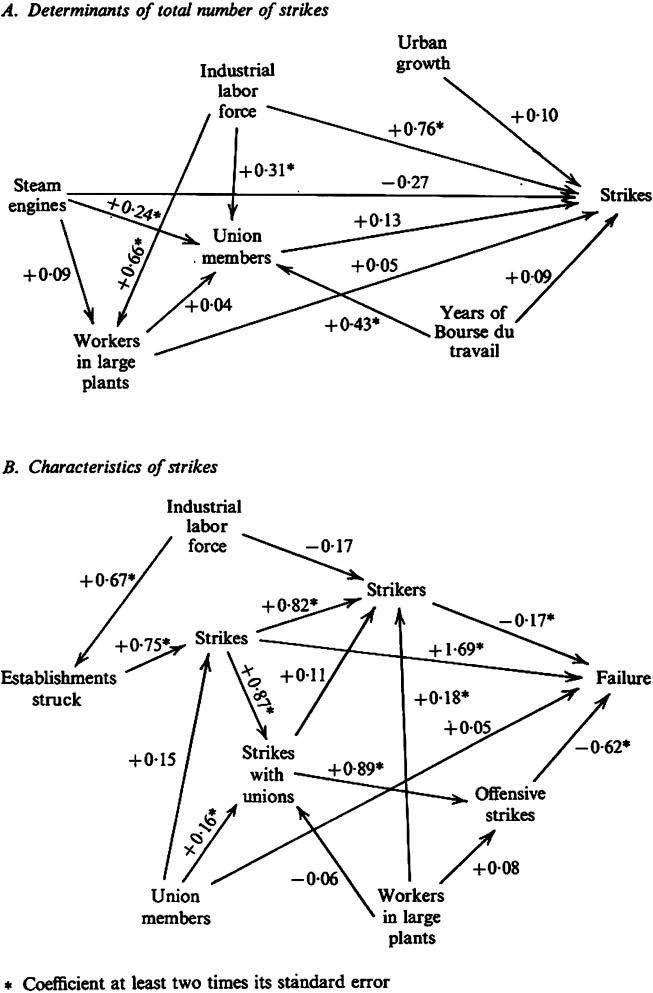 A. Determinants of total number of strikes
Urban
growth
Industrial
labor
force
+0·10
+0·76*
+0·31*
Steam
engines
-0·27
Strikes
+0·24*
+0·13
Union
members
+0·66*
+0·09
+0·05
+0·09
+0·04
+0·43*
Years of
Bourse du
travail
Workers
in large
plants
B. Characteristics of strikes
Industrial
labor
force
-0·17
+0·67*
Strikers
+0·82*
-0·17*
+0·75*
Strikes
+1·69*
Establishments
struck
+0·87*
+0·11
Failure
+0·18*
+0·05
+0·15
Strikes
with
unions
-0·62*
+0·89*
Offensive
strikes
+0·16*
-0·06
+0·08
Union
members
Workers
in large
plants
* Coefficient at least two times its standard error